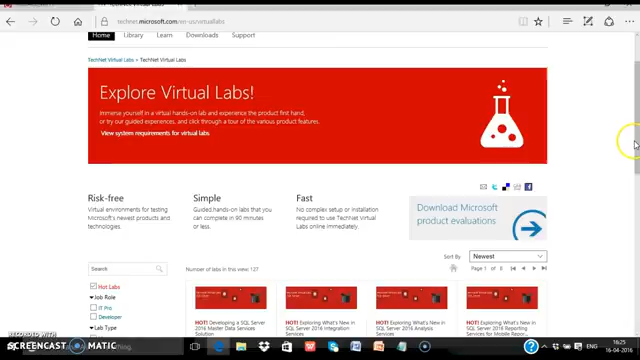 technet.microsoft.com/en-us/virtuallabs
Home Library Learn Downloads Support
TechNet Virtual Labs > TechNet Virtual Labs
Explore Virtual Labs!
Immerse yourself in a virtual hands-on lab and experience the product first hand,
or try our guided experiences, and click through a tour of the various product features.
View system requirements for virtual labs
Risk-free
Virtual environments for testing
Microsoft's newest products and
technologies.
Simple
Guided hands-on labs that you
can complete in 90 minutes
or less.
Fast
No complex setup or installation
required to use TechNet Virtual
Labs online immediately.
Download Microsoft
product evaluations
Sort By Newest
Search
Number of labs in this view: 127
Page 1 of 8
Hot Labs
Job Role
IT Pro
Developer
Lab Type
HOT! Developing a SQL Server
2016 Master Data Services
HOT! Exploring What's New in
SQL Server 2016 Integration
Services
HOT! Exploring What's New in
SQL Server 2016 Analysis
Services
HOT! Exploring What's New in
SQL Server 2016 Reporting
Services for Mobile Repor...
RECORDED WITH
SCREENCAST MATIC
ENG
16:25
16-04-2016